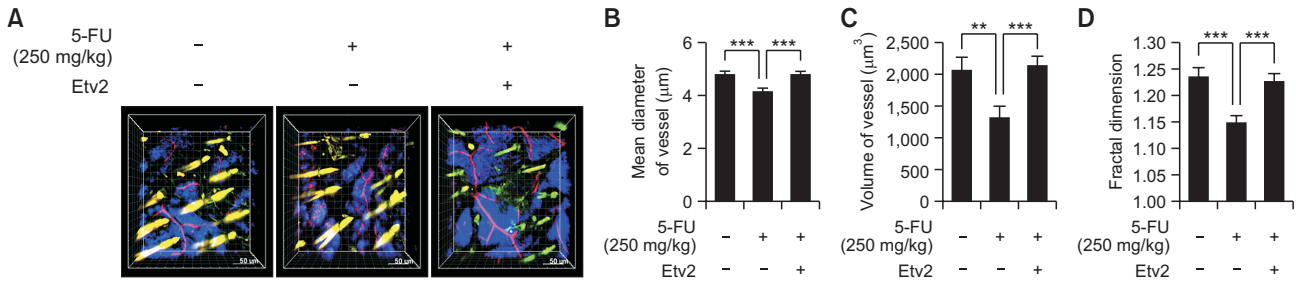 A
5-FU
(250 mg/kg) – + +
Etv2 – – +
50 um
50 um
50 um
B
Mean diameter
of vessel (μm)
6
4
2
0
*** ***
5-FU
(250 mg/kg) – + +
Etv2 – – +
C
Volume of vessel (μm³)
2,500
2,000
1,500
1,000
500
0
** ***
5-FU
(250 mg/kg) – + +
Etv2 – – +
D
Fractal dimension
1.30
1.25
1.20
1.15
1.10
1.05
1.00
*** ***
5-FU
(250 mg/kg) – + +
Etv2 – – +